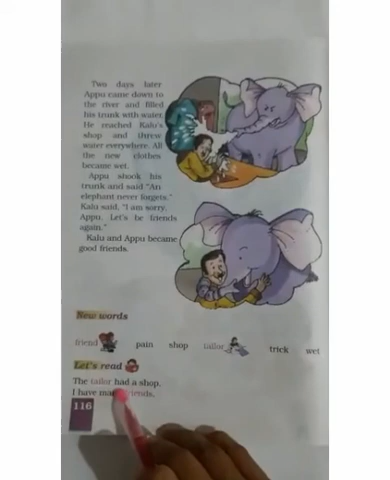 Two days later
Appu came down to
the river and filled
his trunk with water.
He reached Kalu's
shop and threw
water everywhere. All
the new clothes
became wet.
Appu shook his
trunk and said "An
elephant never forgets."
Kalu said, "I am sorry,
Appu. Let's be friends
again."
Kalu and Appu became
good friends.
New words
friend pain shop tailor trick wet
Let's read
The tailor had a shop.
I have friends.
116